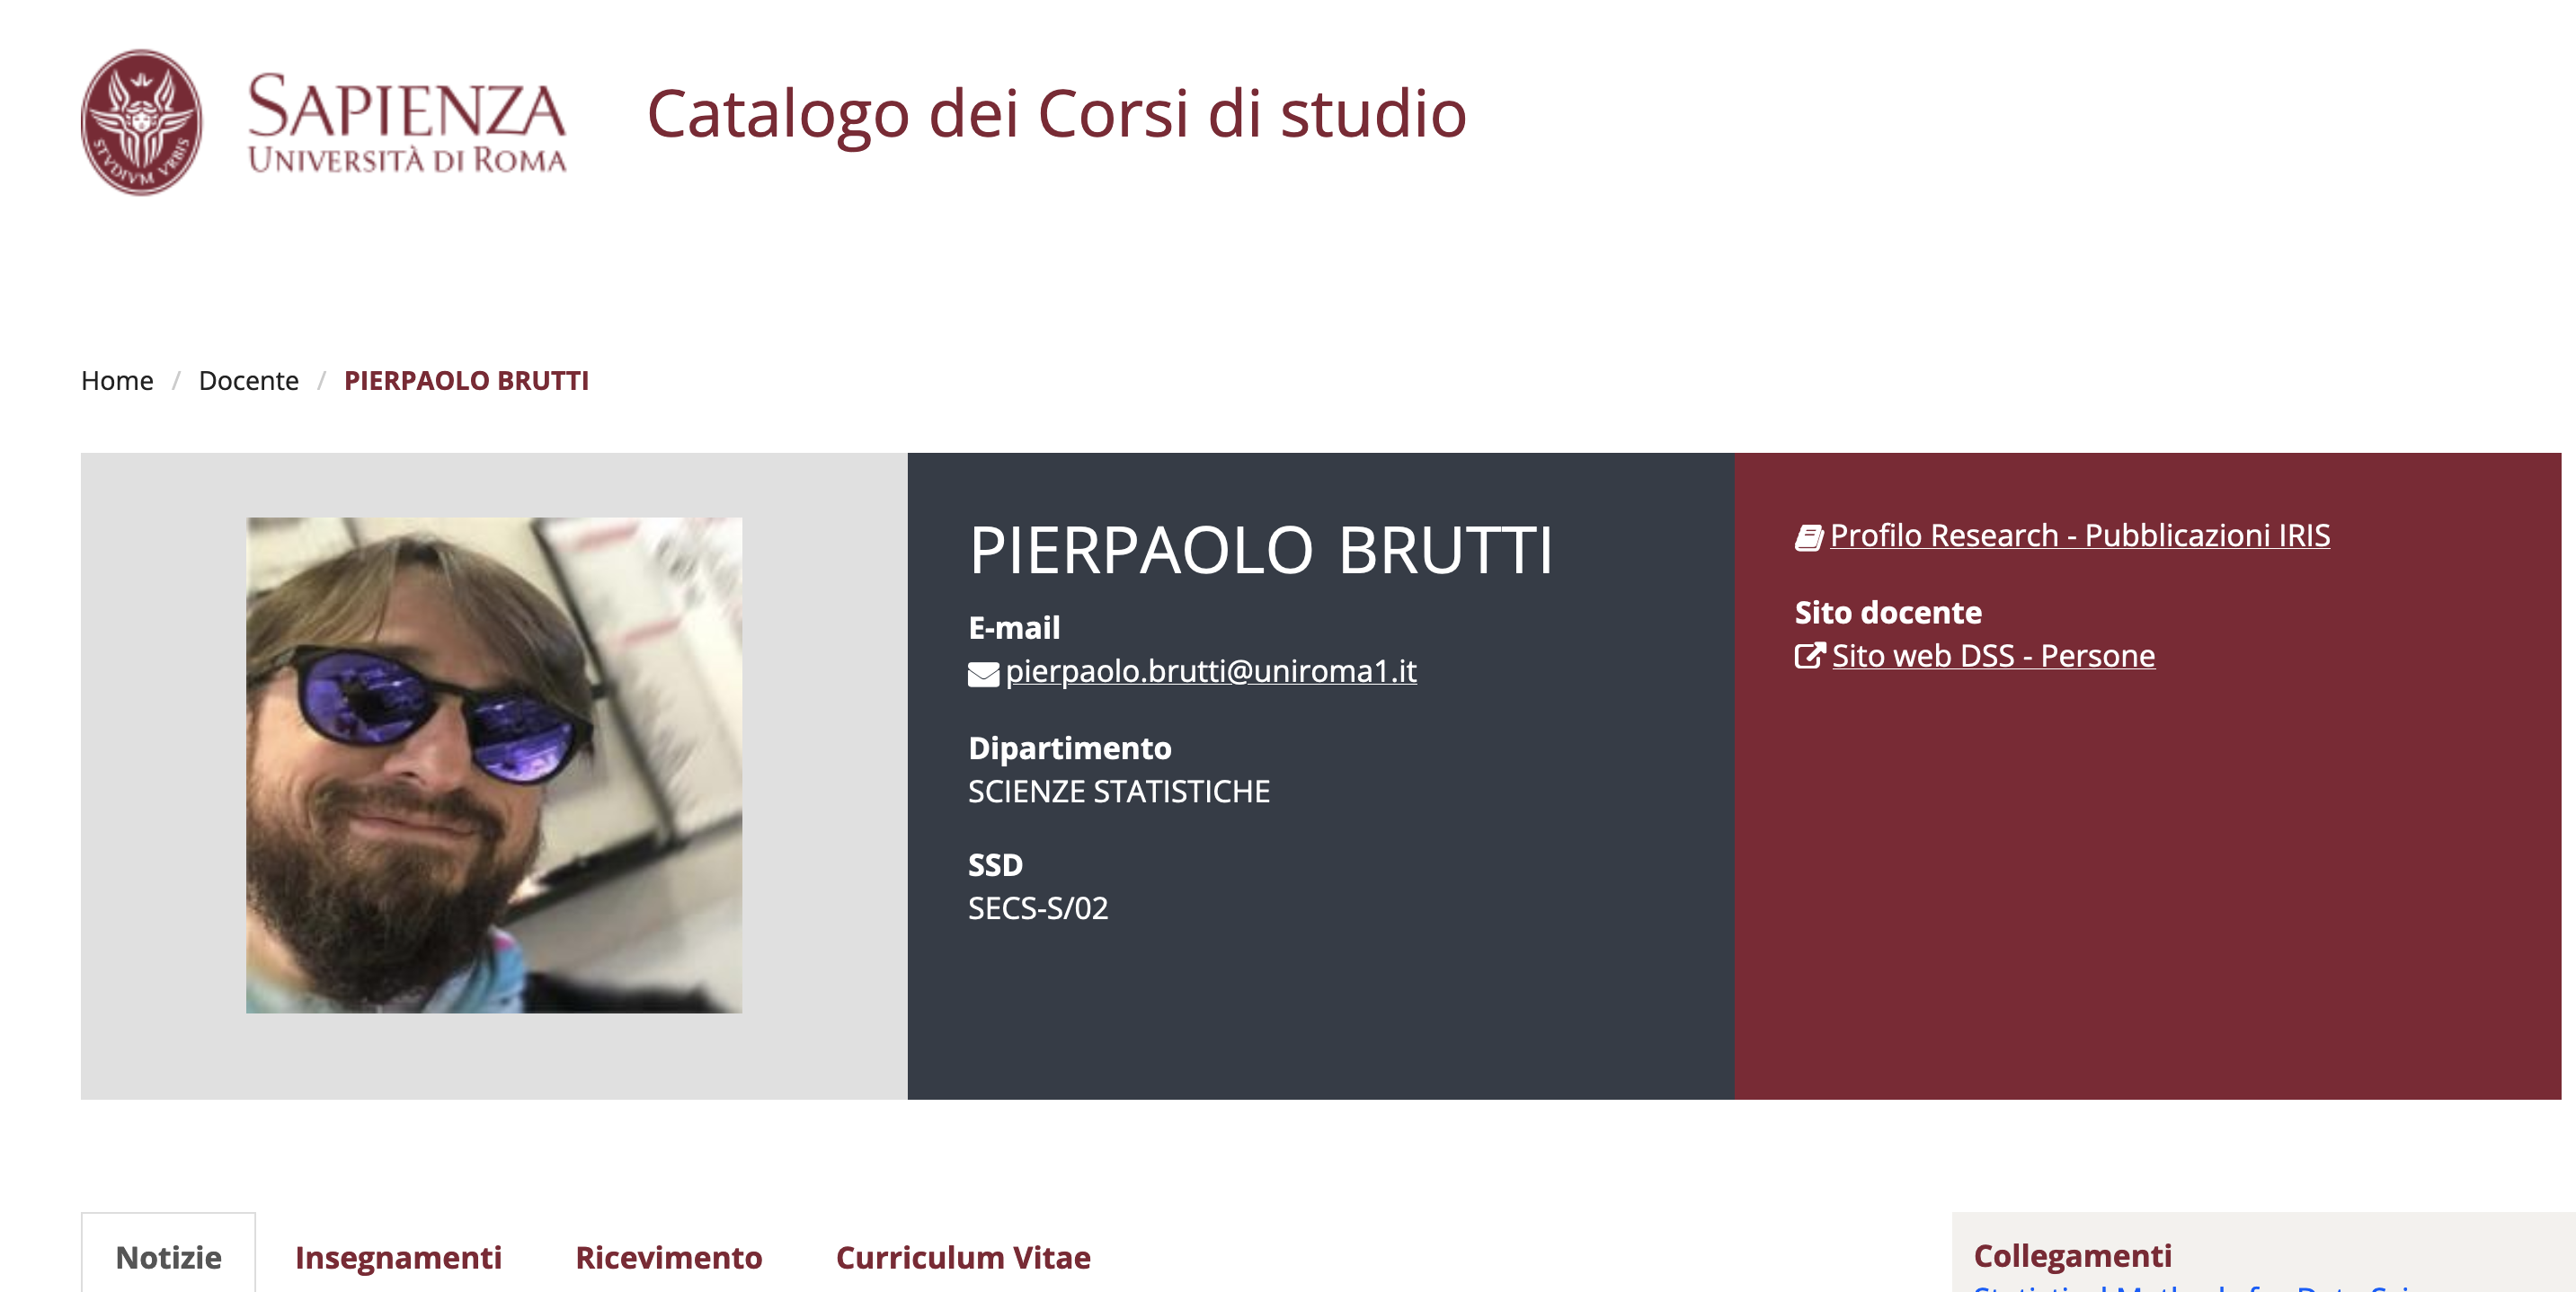 SAPIENZA
UNIVERSITÀ DI ROMA
STVDIVM VRBIS
Catalogo dei Corsi di studio
Home / Docente / PIERPAOLO BRUTTI
PIERPAOLO BRUTTI
E-mail
pierpaolo.brutti@uniroma1.it
Dipartimento
SCIENZE STATISTICHE
SSD
SECS-S/02
Profilo Research - Pubblicazioni IRIS
Sito docente
Sito web DSS - Persone
Notizie
Insegnamenti
Ricevimento
Curriculum Vitae
Collegamenti